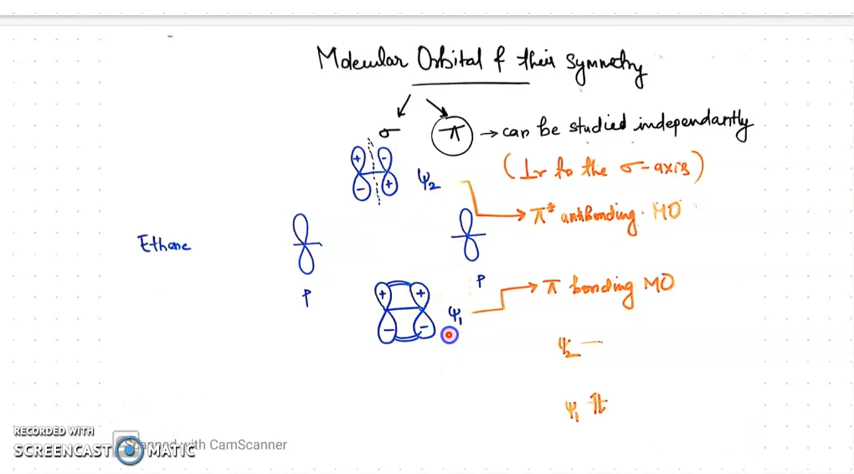 Molecular Orbital & their Symmetry
σ π → can be studied independantly
(⊥r to the σ-axis)
+ -
- +
ψ2
→ π* antibonding. MO
Ethene
P
P
+ +
- -
ψ1
→ π bonding MO
ψ2 —
ψ1 ⥮
RECORDED WITH
SCREENCAST MATIC
Scanned with CamScanner